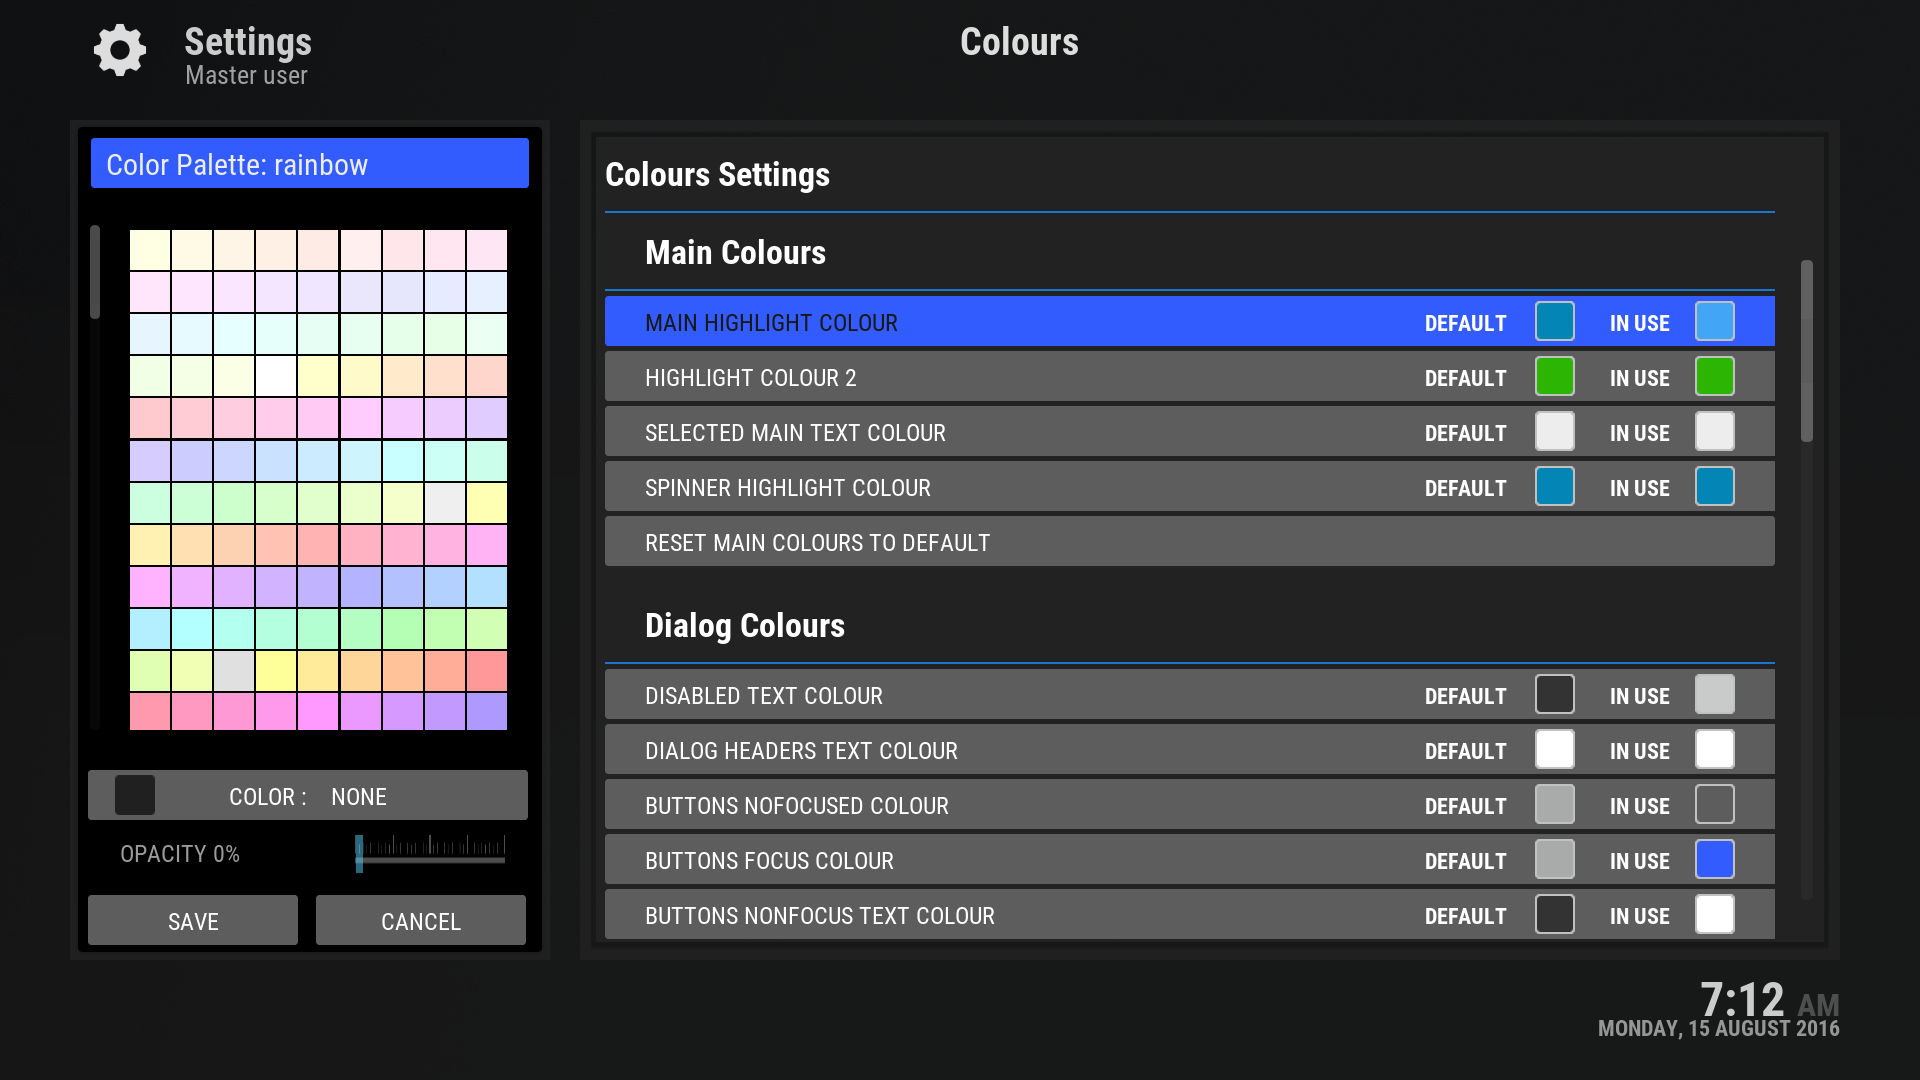 Settings
Master user
Colours
Color Palette: rainbow
COLOR : NONE
OPACITY 0%
SAVE CANCEL
Colours Settings
Main Colours
MAIN HIGHLIGHT COLOUR DEFAULT IN USE
HIGHLIGHT COLOUR 2 DEFAULT IN USE
SELECTED MAIN TEXT COLOUR DEFAULT IN USE
SPINNER HIGHLIGHT COLOUR DEFAULT IN USE
RESET MAIN COLOURS TO DEFAULT
Dialog Colours
DISABLED TEXT COLOUR DEFAULT IN USE
DIALOG HEADERS TEXT COLOUR DEFAULT IN USE
BUTTONS NOFOCUSED COLOUR DEFAULT IN USE
BUTTONS FOCUS COLOUR DEFAULT IN USE
BUTTONS NONFOCUS TEXT COLOUR DEFAULT IN USE
7:12 AM
MONDAY, 15 AUGUST 2016